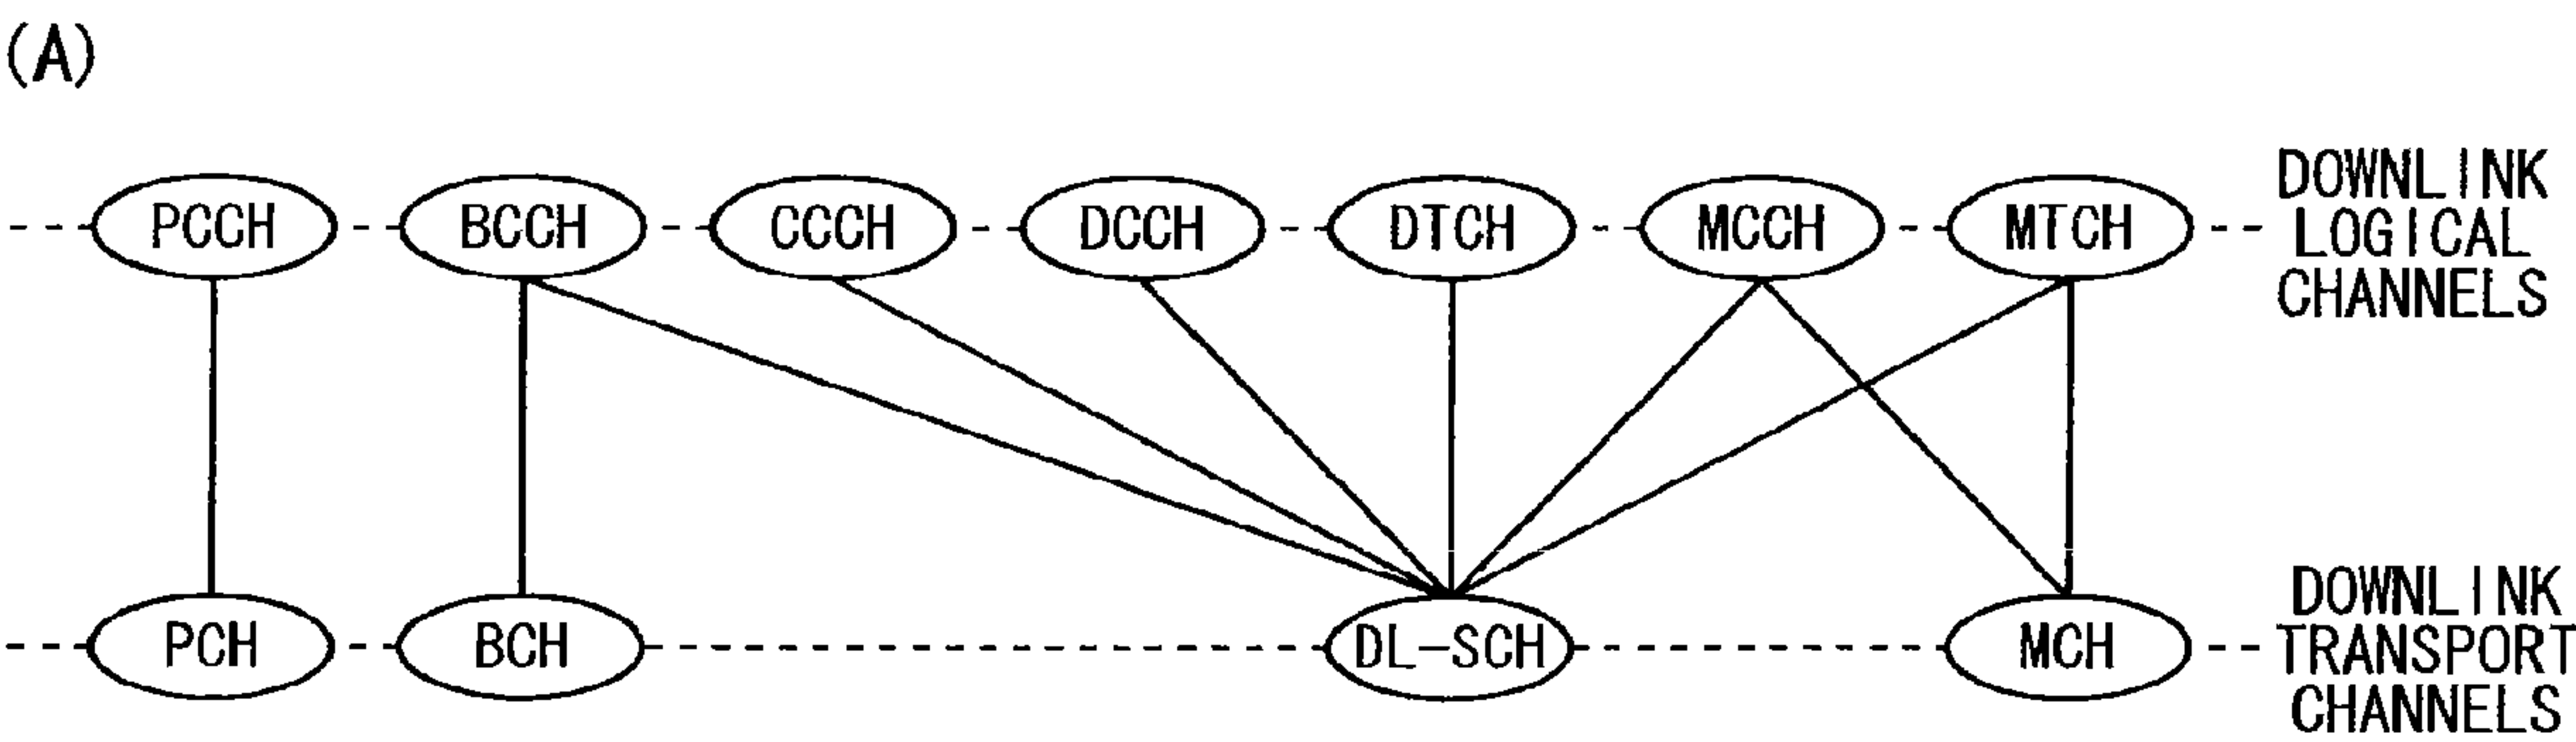 (A)
PCCH BCCH CCCH DCCH DTCH MCCH MTCH
DOWNLINK
LOGICAL
CHANNELS
PCH BCH DL-SCH MCH
DOWNLINK
TRANSPORT
CHANNELS